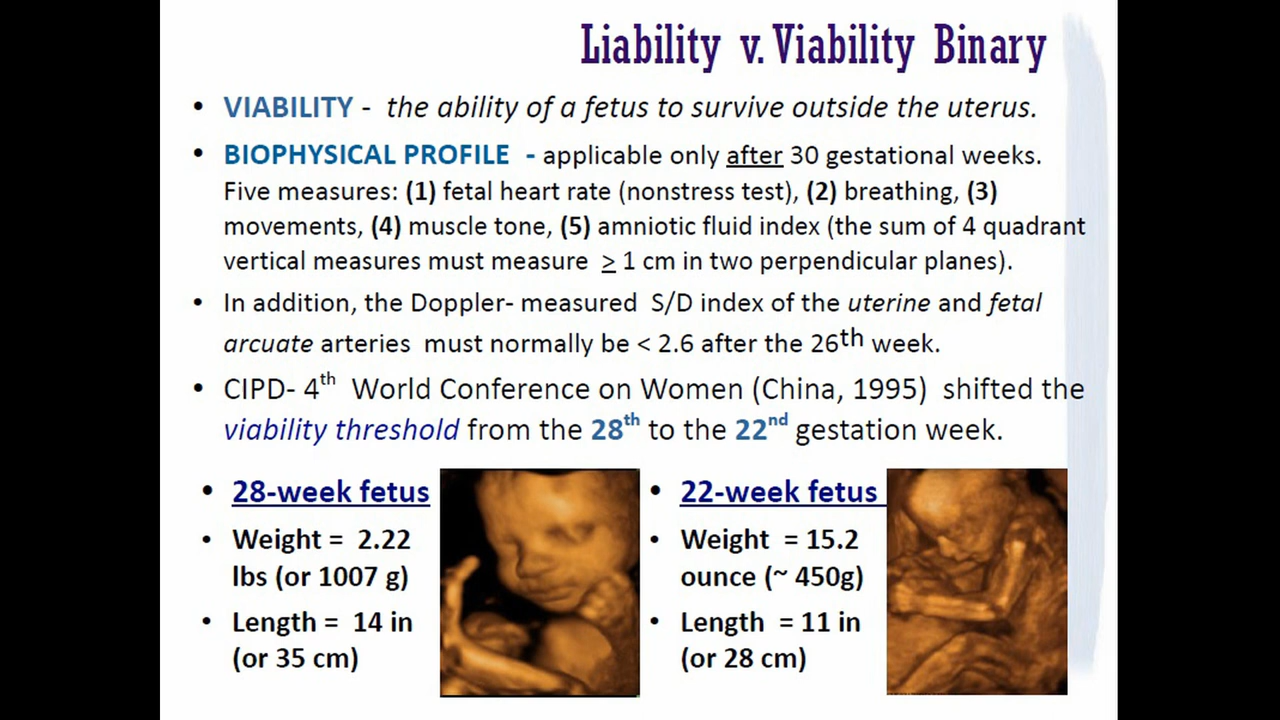 Liability v. Viability Binary
• VIABILITY - the ability of a fetus to survive outside the uterus.
• BIOPHYSICAL PROFILE - applicable only after 30 gestational weeks.
Five measures: (1) fetal heart rate (nonstress test), (2) breathing, (3)
movements, (4) muscle tone, (5) amniotic fluid index (the sum of 4 quadrant
vertical measures must measure ≥ 1 cm in two perpendicular planes).
• In addition, the Doppler- measured S/D index of the uterine and fetal
arcuate arteries must normally be < 2.6 after the 26th week.
• CIPD- 4th World Conference on Women (China, 1995) shifted the
viability threshold from the 28th to the 22nd gestation week.
• 28-week fetus
• Weight = 2.22
lbs (or 1007 g)
• Length = 14 in
(or 35 cm)
• 22-week fetus
• Weight = 15.2
ounce (~ 450g)
• Length = 11 in
(or 28 cm)